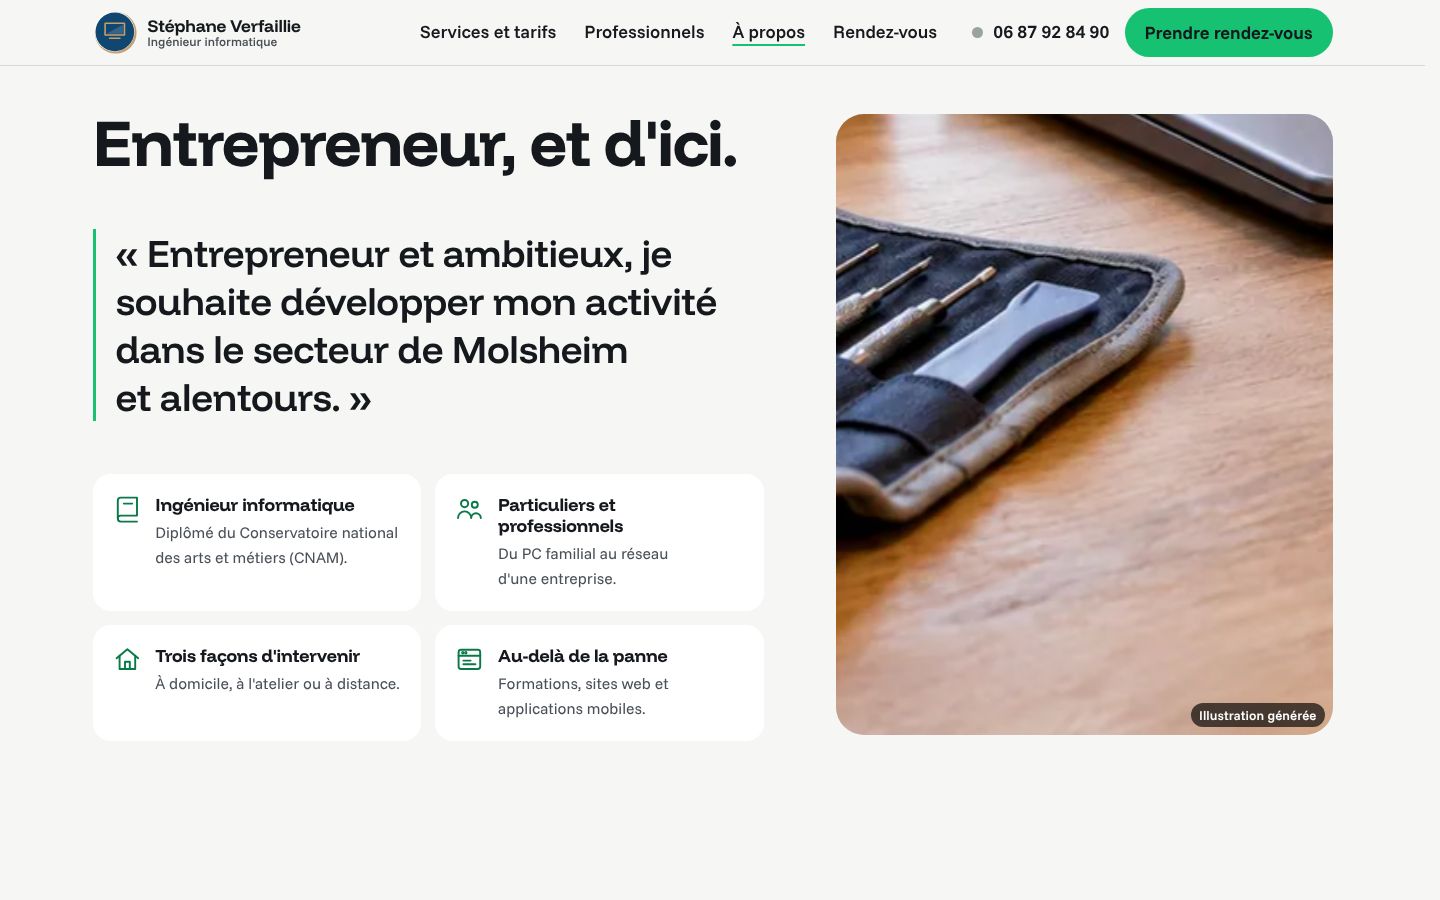 Stéphane Verfaillie
Ingénieur informatique
Services et tarifs
Professionnels
À propos
Rendez-vous
06 87 92 84 90
Prendre rendez-vous
Entrepreneur, et d'ici.
« Entrepreneur et ambitieux, je
souhaite développer mon activité
dans le secteur de Molsheim
et alentours. »
Ingénieur informatique
Diplômé du Conservatoire national
des arts et métiers (CNAM).
Particuliers et
professionnels
Du PC familial au réseau
d'une entreprise.
Trois façons d'intervenir
À domicile, à l'atelier ou à distance.
Au-delà de la panne
Formations, sites web et
applications mobiles.
Illustration générée